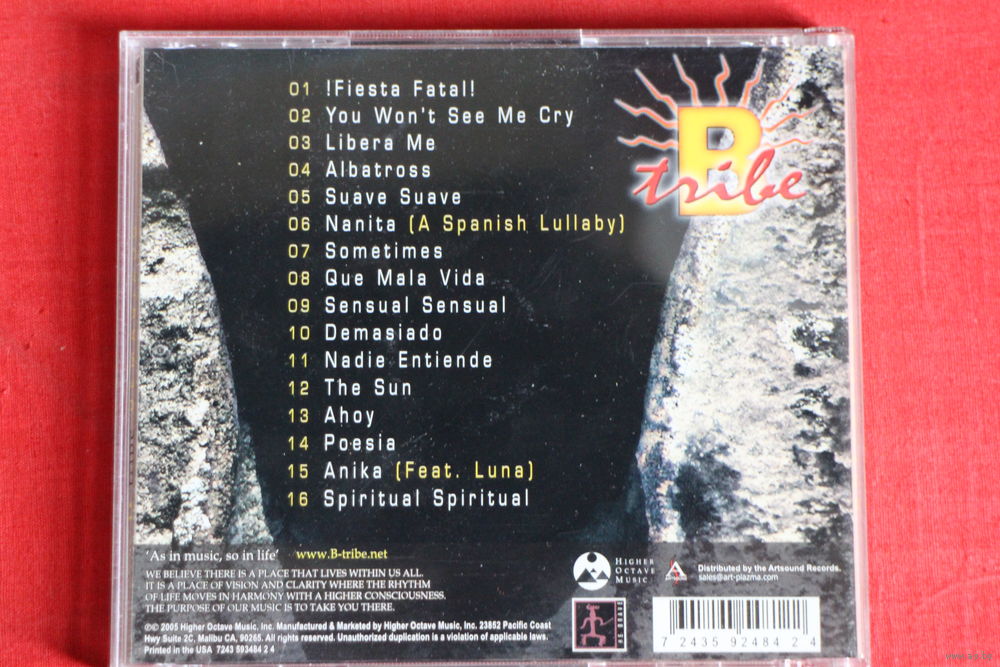 01 !Fiesta Fatal!
02 You Won't See Me Cry
03 Libera Me
04 Albatross
05 Suave Suave
06 Nanita (A Spanish Lullaby)
07 Sometimes
08 Que Mala Vida
09 Sensual Sensual
10 Demasiado
11 Nadie Entiende
12 The Sun
13 Ahoy
14 Poesia
15 Anika (Feat. Luna)
16 Spiritual Spiritual
B
tribe
'As in music, so in life' www.B-tribe.net
WE BELIEVE THERE IS A PLACE THAT LIVES WITHIN US ALL.
IT IS A PLACE OF VISION AND CLARITY WHERE THE RHYTHM
OF LIFE MOVES IN HARMONY WITH A HIGHER CONSCIOUSNESS.
THE PURPOSE OF OUR MUSIC IS TO TAKE YOU THERE.
℗© 2005 Higher Octave Music, Inc. Manufactured & Marketed by Higher Octave Music, Inc. 23852 Pacific Coast
Hwy Suite 2C, Malibu CA, 90265. All rights reserved. Unauthorized duplication is a violation of applicable laws.
Printed in the USA 7243 593484 2 4
HIGHER
OCTAVE
MUSIC
Distributed by the Artsound Records.
sales@art-plazma.com
BE BRAVE
7 24359 24842 4